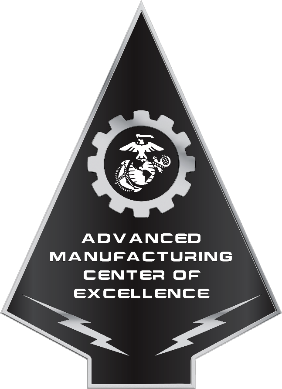 ADVANCED
MANUFACTURING
CENTER OF
EXCELLENCE